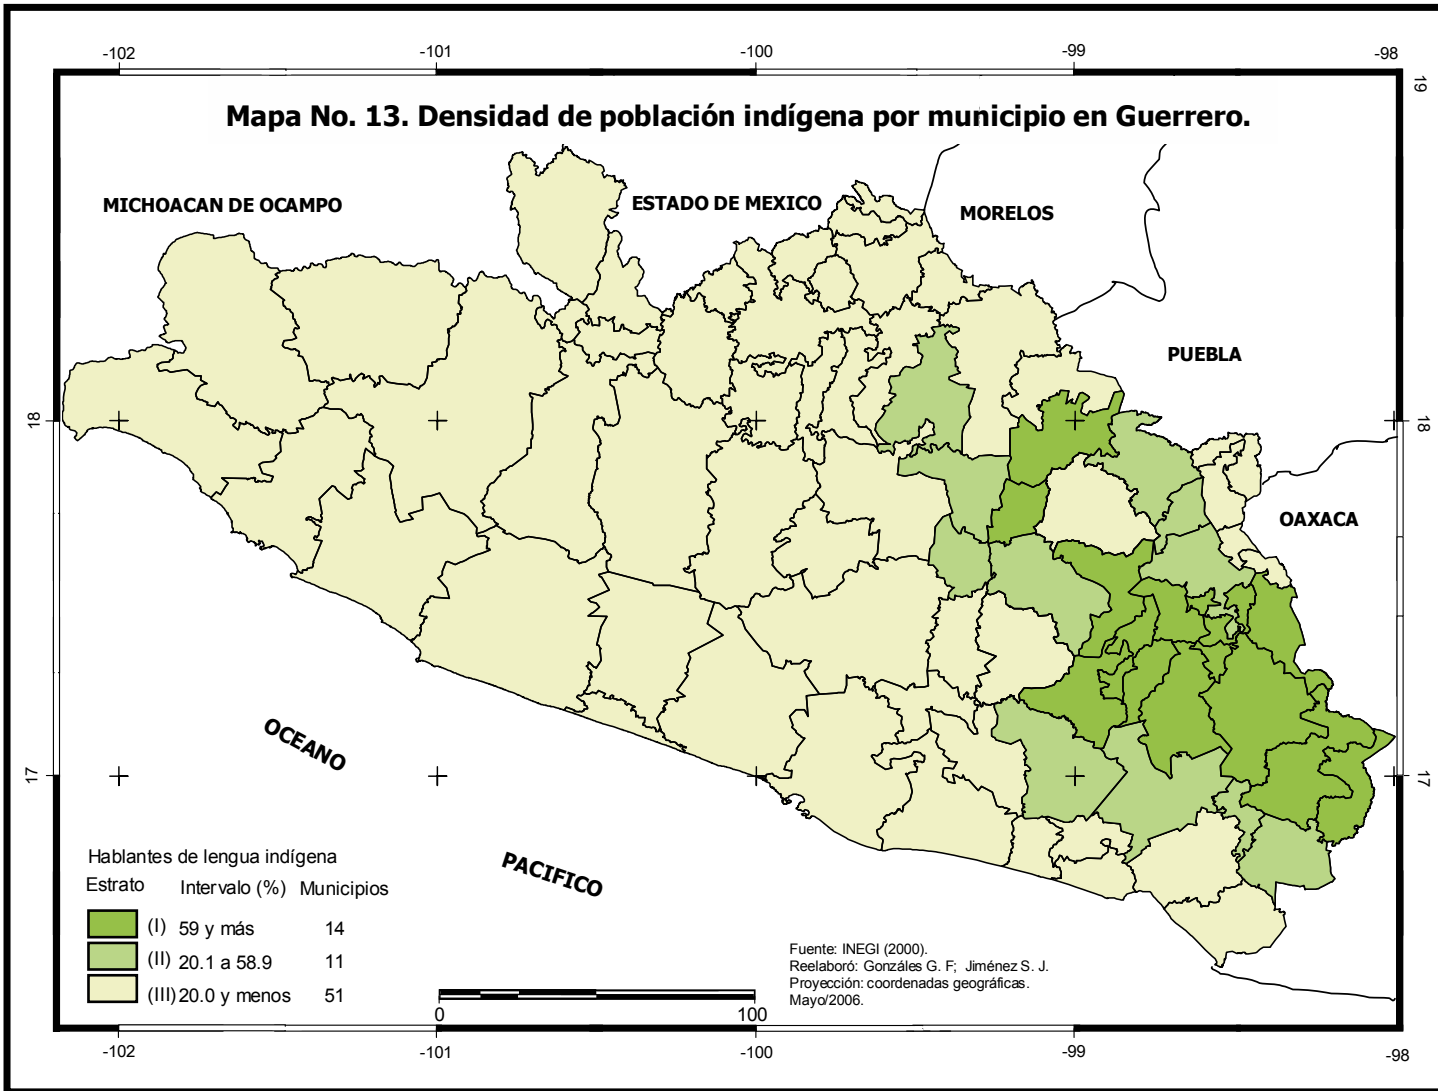 -102 -101 -100 -99 -98
19
Mapa No. 13. Densidad de población indígena por municipio en Guerrero.
MICHOACAN DE OCAMPO
ESTADO DE MEXICO
MORELOS
PUEBLA
18 18
OAXACA
OCEANO
17 17
PACIFICO
Hablantes de lengua indígena
Estrato Intervalo (%) Municipios
(I) 59 y más 14
(II) 20.1 a 58.9 11
(III) 20.0 y menos 51
Fuente: INEGI (2000).
Reelaboró: Gonzáles G. F; Jiménez S. J.
Proyección: coordenadas geográficas.
Mayo/2006.
0 100
-102 -101 -100 -99 -98